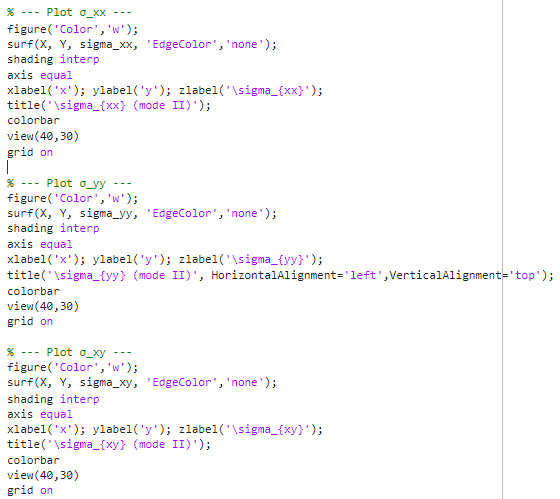 % --- Plot σ_xx ---
figure('Color','w');
surf(X, Y, sigma_xx, 'EdgeColor','none');
shading interp
axis equal
xlabel('x'); ylabel('y'); zlabel('\sigma_{xx}');
title('\sigma_{xx} (mode II)');
colorbar
view(40,30)
grid on
% --- Plot σ_yy ---
figure('Color','w');
surf(X, Y, sigma_yy, 'EdgeColor','none');
shading interp
axis equal
xlabel('x'); ylabel('y'); zlabel('\sigma_{yy}');
title('\sigma_{yy} (mode II)', HorizontalAlignment='left',VerticalAlignment='top');
colorbar
view(40,30)
grid on
% --- Plot σ_xy ---
figure('Color','w');
surf(X, Y, sigma_xy, 'EdgeColor','none');
shading interp
axis equal
xlabel('x'); ylabel('y'); zlabel('\sigma_{xy}');
title('\sigma_{xy} (mode II)');
colorbar
view(40,30)
grid on